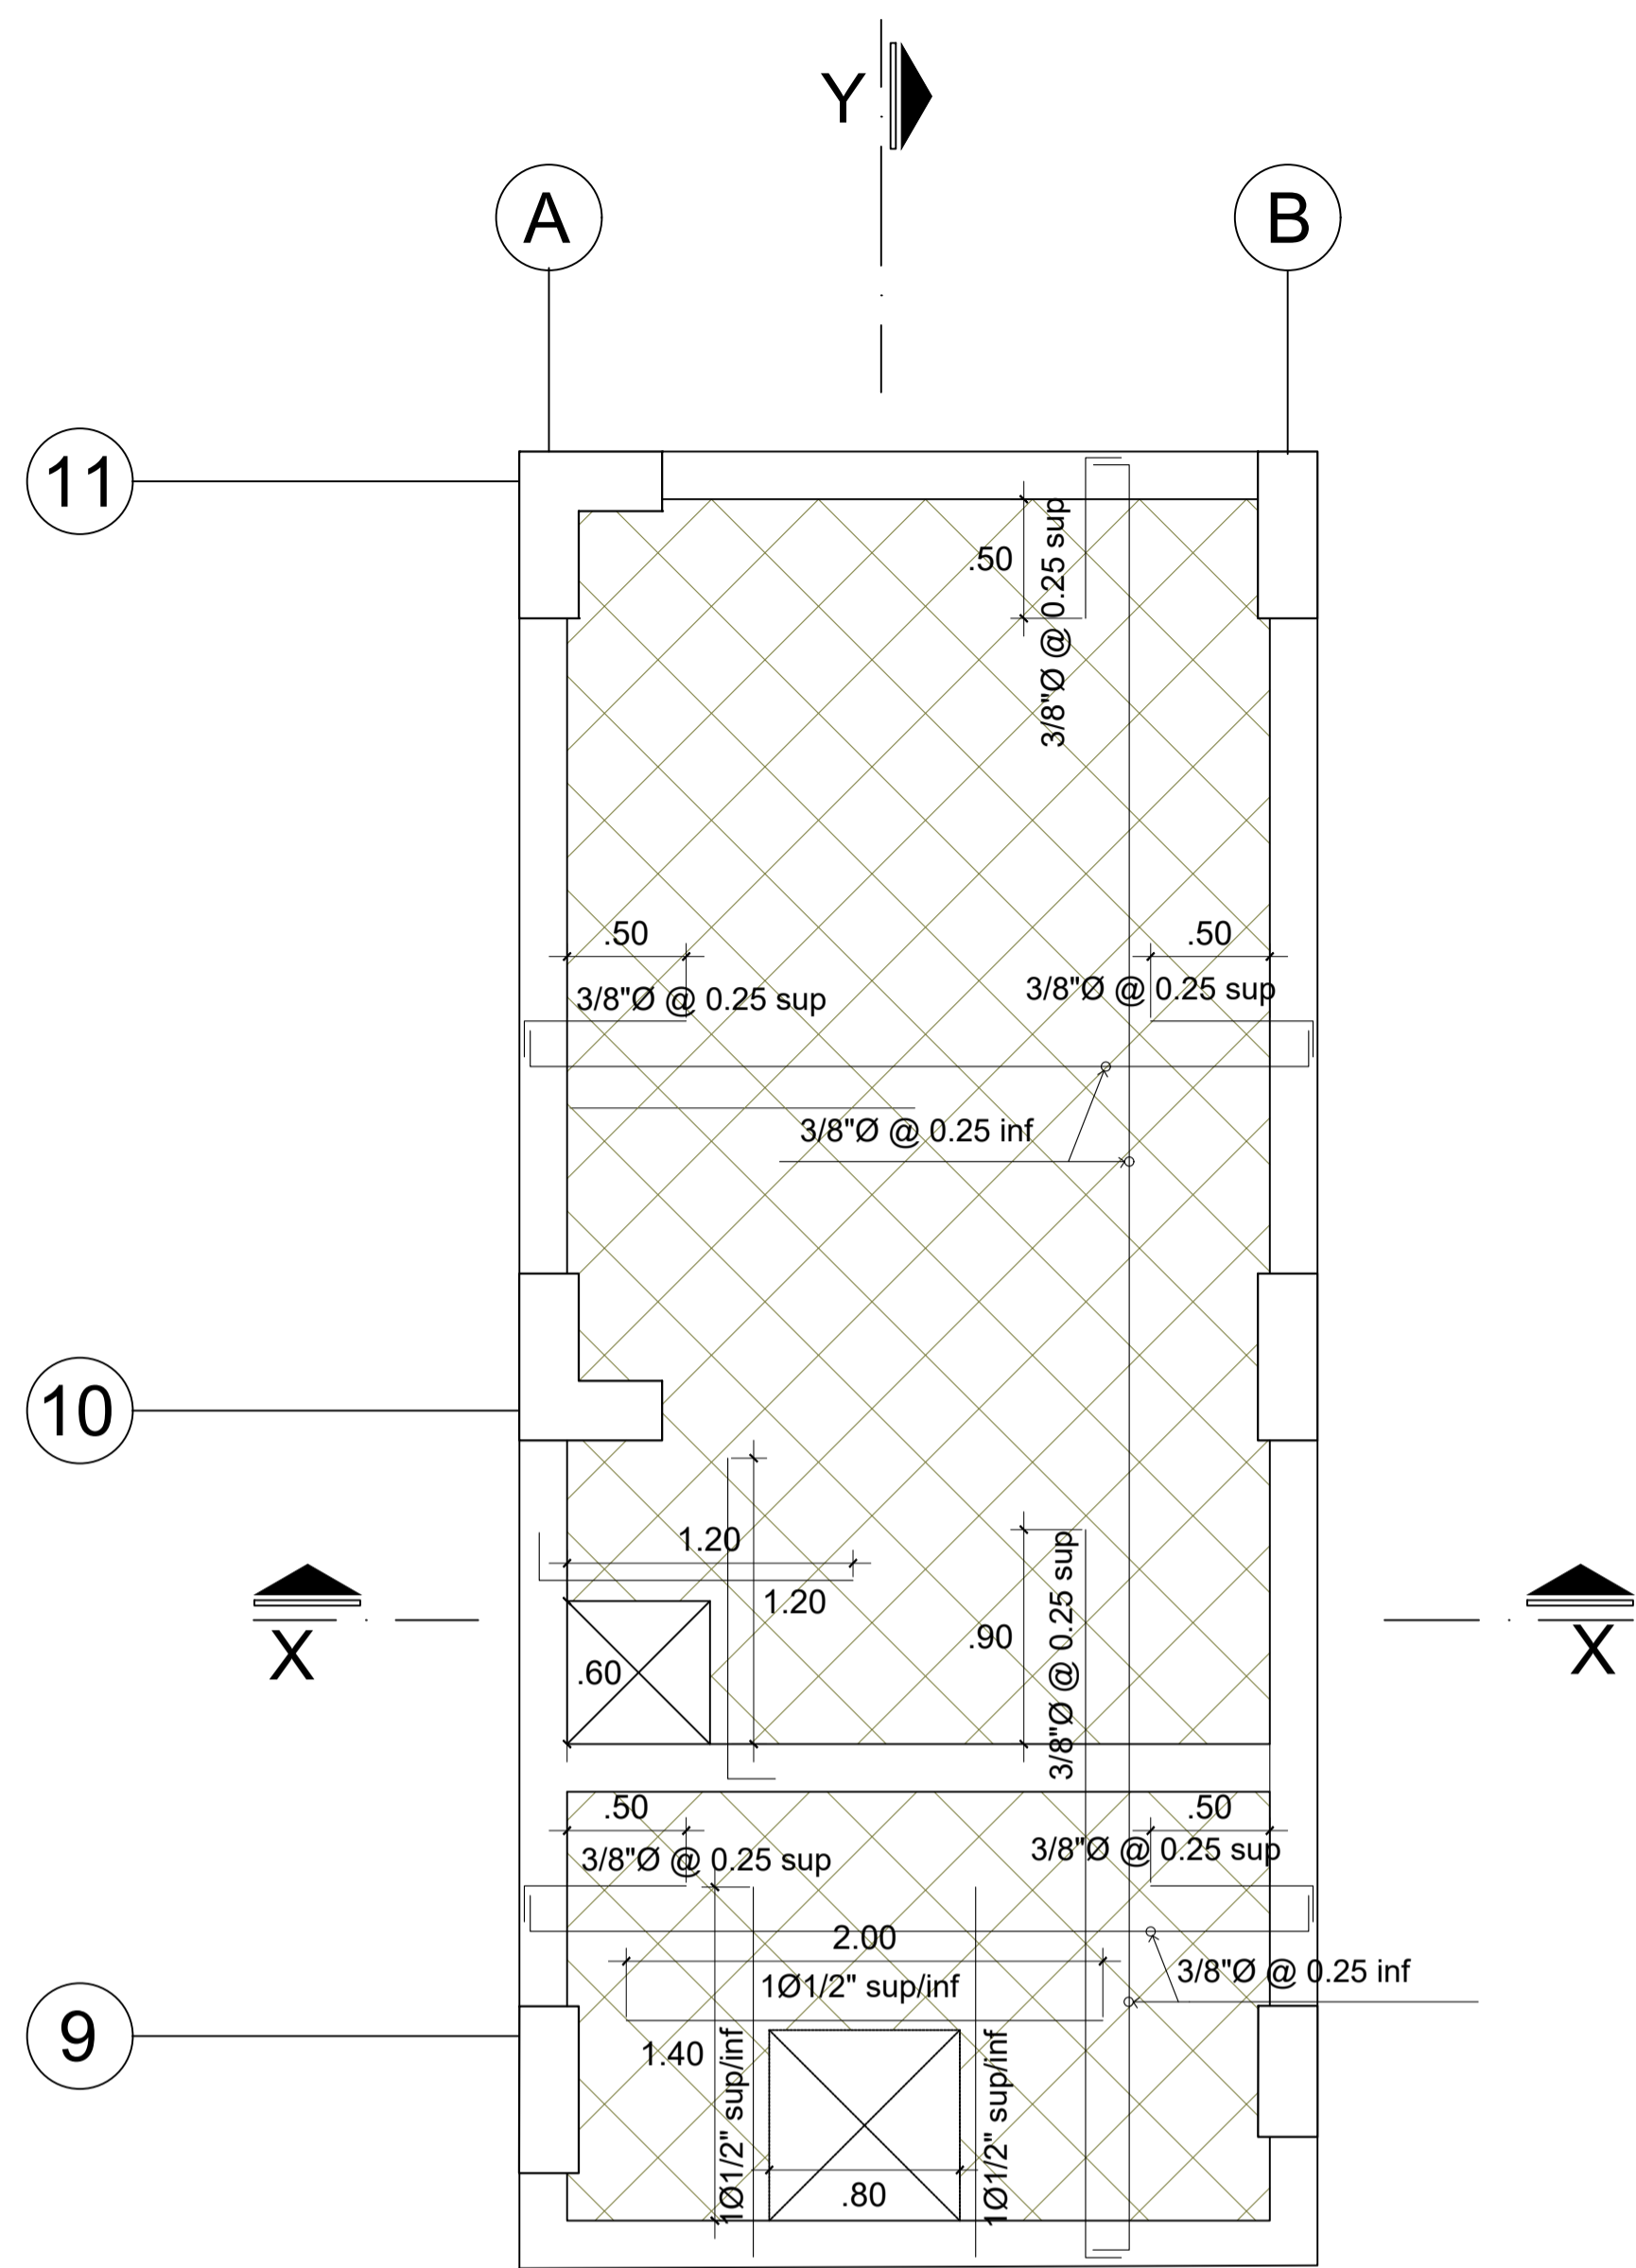 Y
A
B
11
.50
3/8"Ø @ 0.25 sup
.50
.50
3/8"Ø @ 0.25 sup
3/8"Ø @ 0.25 sup
3/8"Ø @ 0.25 inf
10
1.20
1.20
.90
3/8"Ø @ 0.25 sup
X
X
.60
.50
.50
3/8"Ø @ 0.25 sup
3/8"Ø @ 0.25 sup
2.00
1Ø1/2" sup/inf
3/8"Ø @ 0.25 inf
9
1.40
1Ø1/2" sup/inf
1Ø1/2" sup/inf
.80